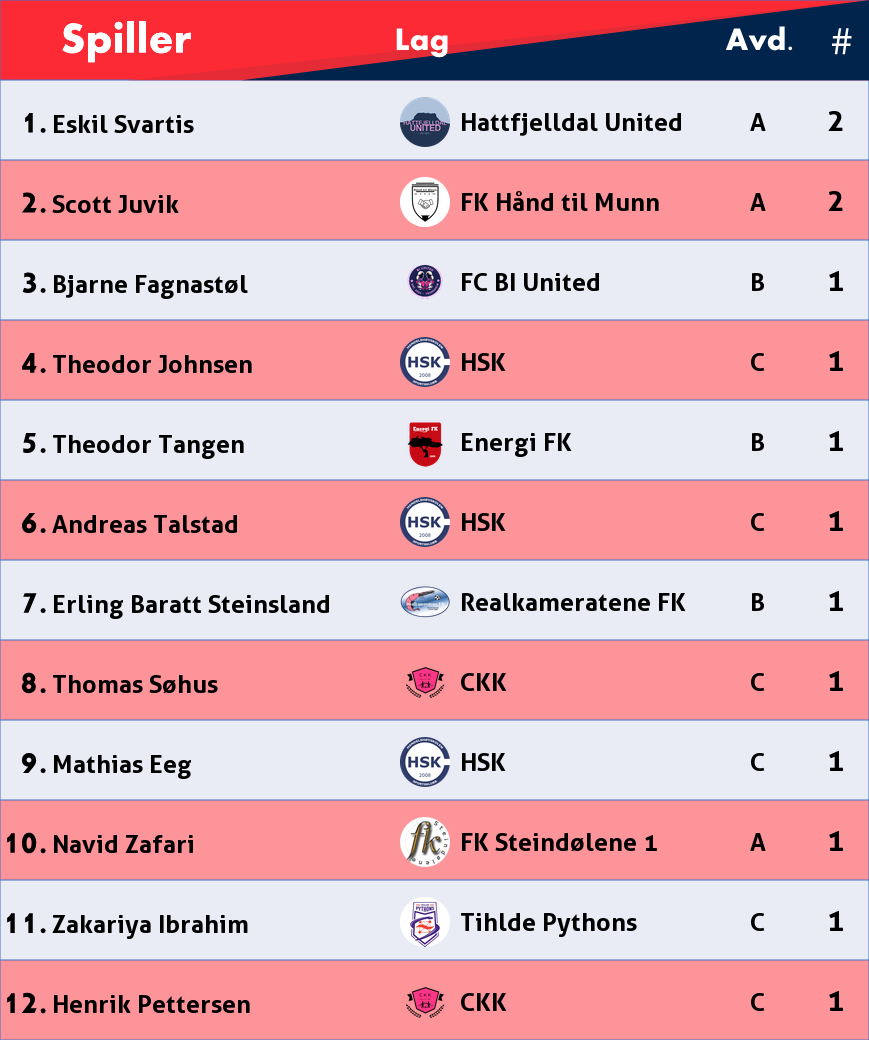 Spiller Lag Avd. #
1. Eskil Svartis HATTFJELLDAL UNITED Hattfjelldal United A 2
2. Scott Juvik FK Hånd til Munn A 2
3. Bjarne Fagnastøl FC BI United B 1
4. Theodor Johnsen HSK 2008 HSK C 1
5. Theodor Tangen Energi FK Energi FK B 1
6. Andreas Talstad HSK 2008 HSK C 1
7. Erling Baratt Steinsland Realkameratene FK B 1
8. Thomas Søhus CKK CKK C 1
9. Mathias Eeg HSK 2008 HSK C 1
10. Navid Zafari fk Steindølene FK Steindølene 1 A 1
11. Zakariya Ibrahim PYTHONS Tihlde Pythons C 1
12. Henrik Pettersen CKK CKK C 1